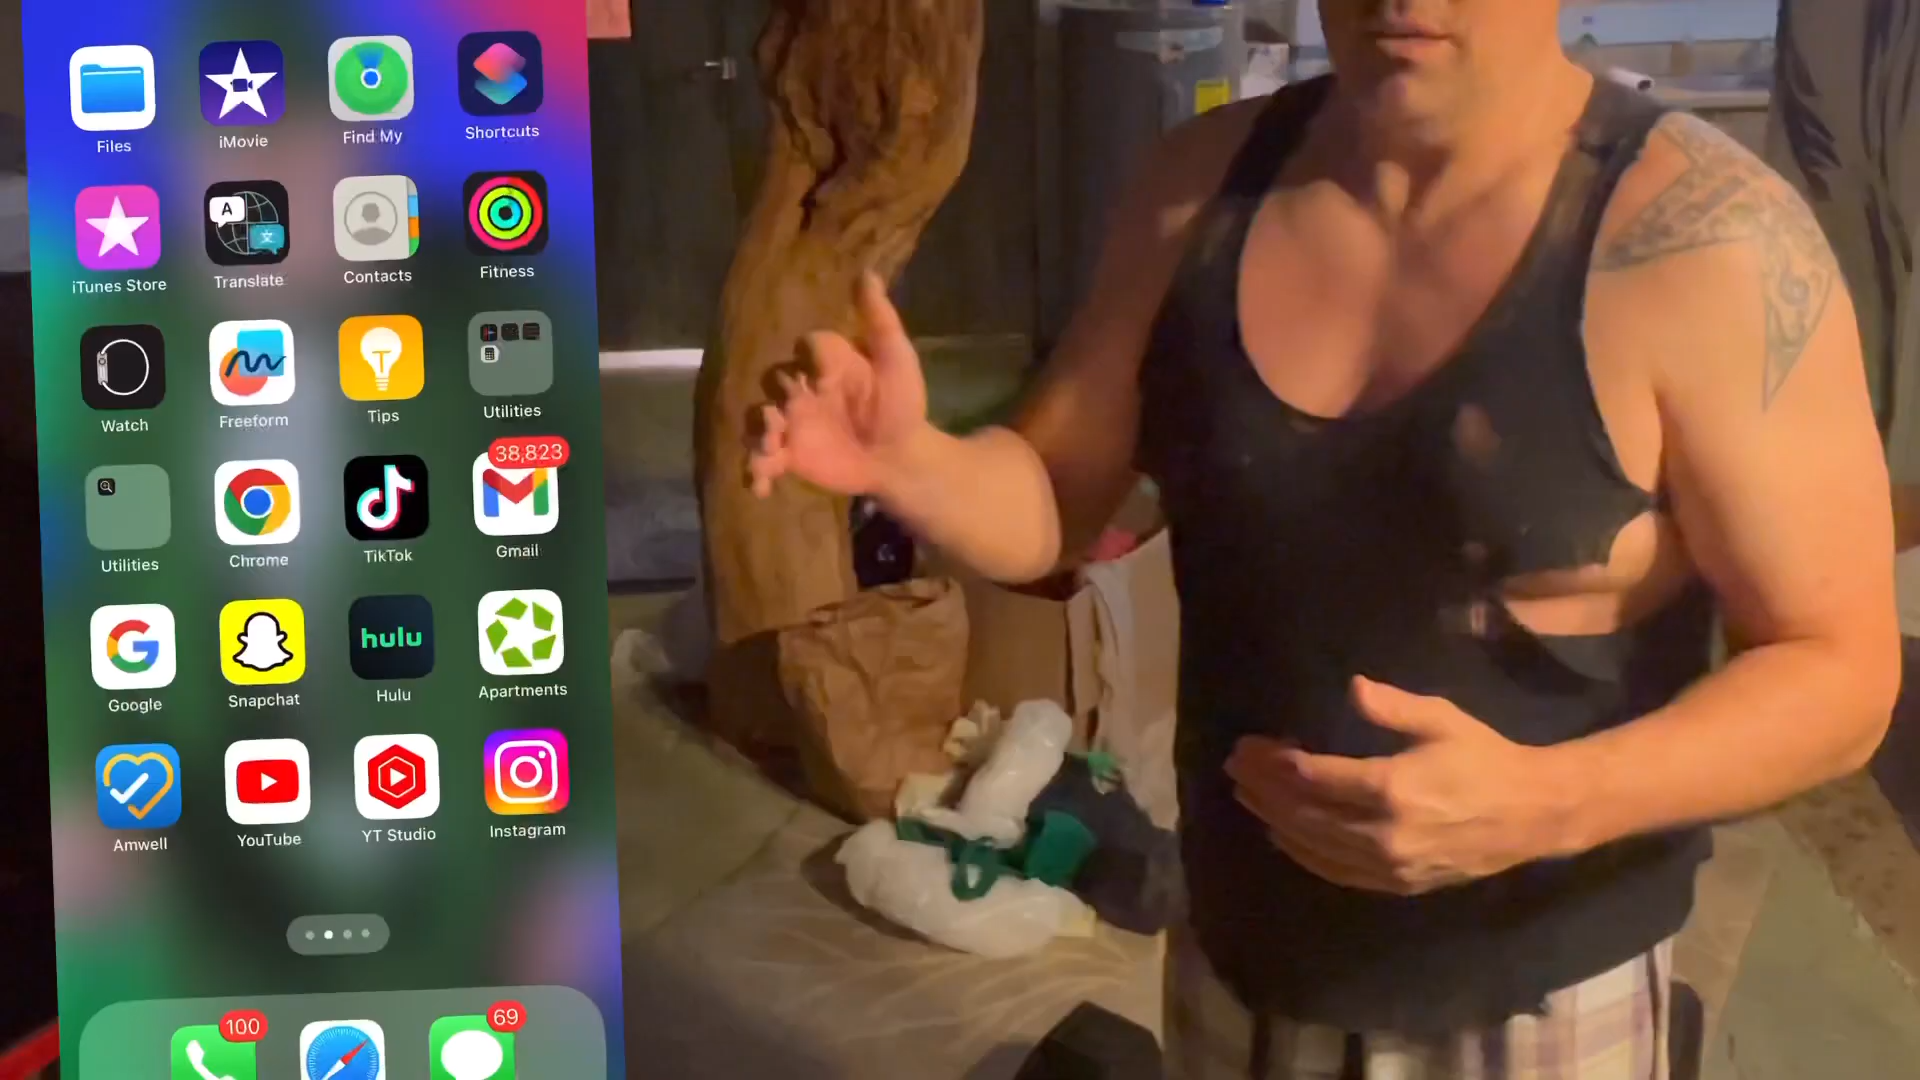 Files
iMovie
Find My
Shortcuts
iTunes Store
Translate
Contacts
Fitness
Watch
Freeform
Tips
Utilities
38,823
Utilities
Chrome
TikTok
Gmail
hulu
Google
Snapchat
Hulu
Apartments
Amwell
YouTube
YT Studio
Instagram
100
69